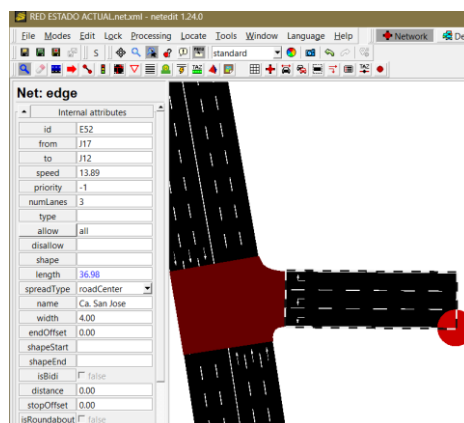 RED ESTADO ACTUAL.net.xml - netedit 1.24.0
File Modes Edit Lock Processing Locate Tools Window Language Help Network De
S standard
Net: edge
Internal attributes
id E52
from J17
to J12
speed 13.89
priority -1
numLanes 3
type
allow all
disallow
shape
length 36.98
spreadType roadCenter
name Ca. San Jose
width 4.00
endOffset 0.00
shapeStart
shapeEnd
isBidi false
distance 0.00
stopOffset 0.00
isRoundabout false